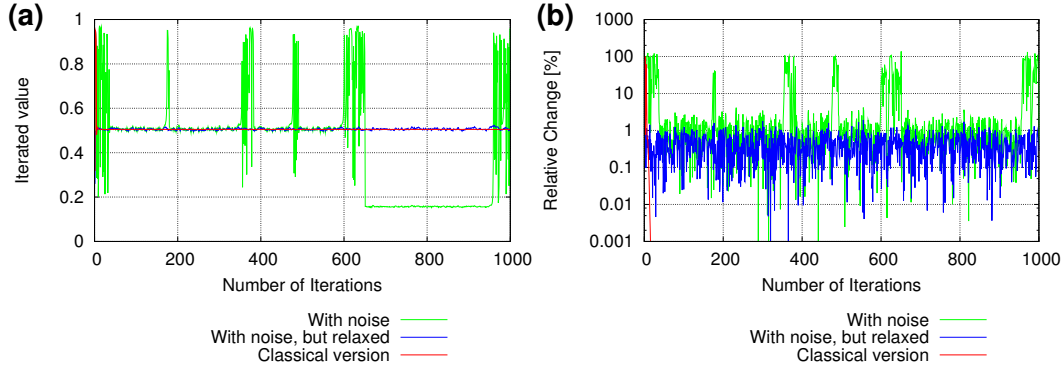 (a)
Iterated value
1
0.8
0.6
0.4
0.2
0
0 200 400 600 800 1000
Number of Iterations
With noise
With noise, but relaxed
Classical version
(b)
Relative Change [%]
1000
100
10
1
0.1
0.01
0.001
0 200 400 600 800 1000
Number of Iterations
With noise
With noise, but relaxed
Classical version